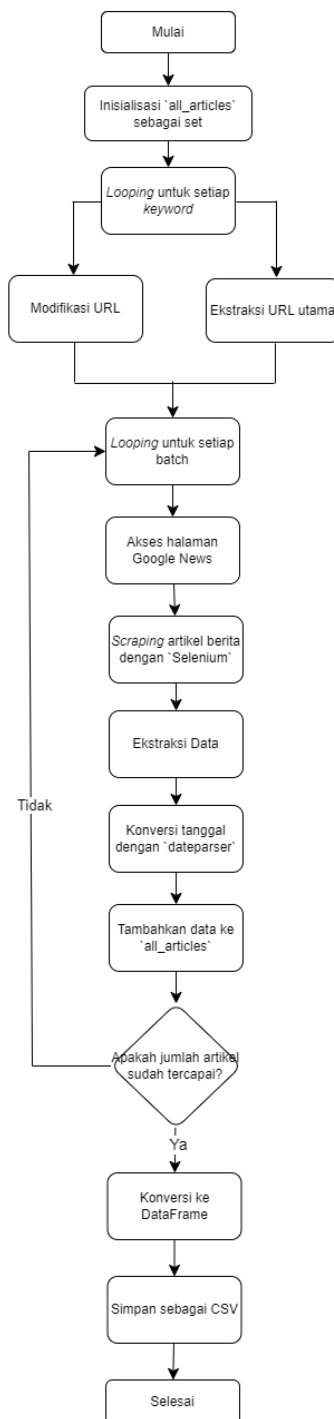 Mulai
Inisialisasi `all_articles`
sebagai set
Looping untuk setiap
keyword
Modifikasi URL
Ekstraksi URL utama
Looping untuk setiap
batch
Akses halaman
Google News
Scraping artikel berita
dengan `Selenium`
Ekstraksi Data
Konversi tanggal
dengan `dateparser`
Tambahkan data ke
`all_articles`
Apakah jumlah artikel
sudah tercapai?
Tidak
Ya
Konversi ke
DataFrame
Simpan sebagai CSV
Selesai